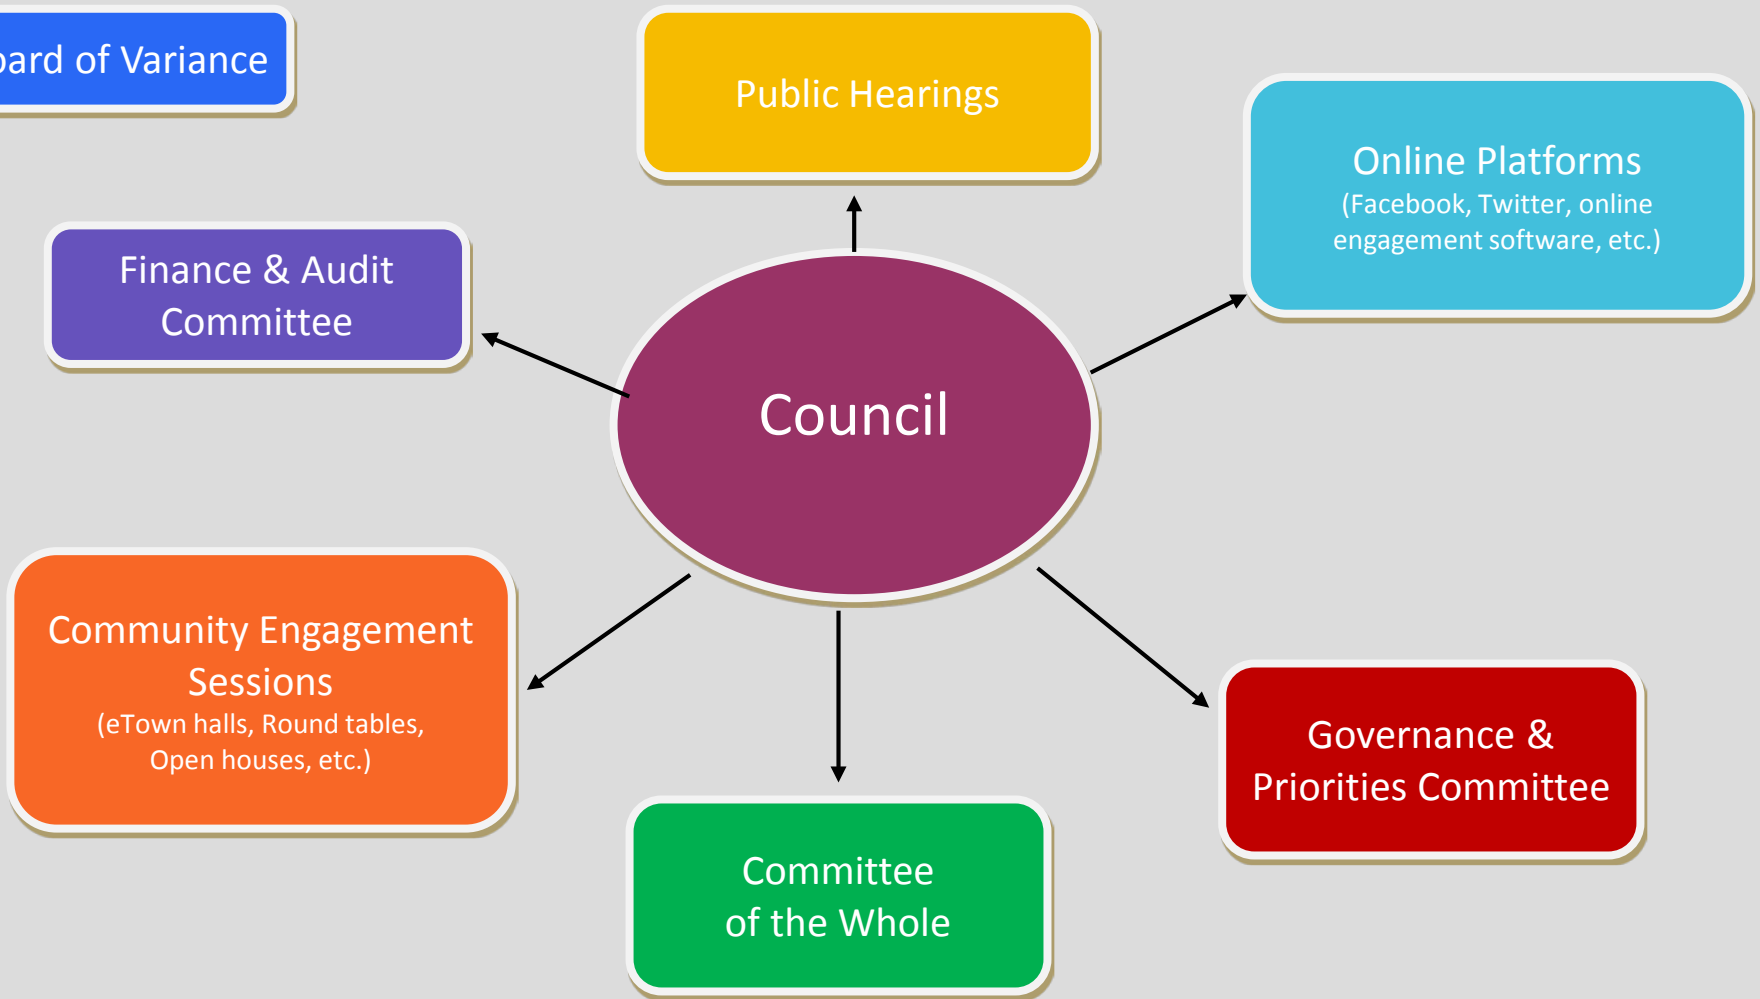 oard of Variance
Public Hearings
Online Platforms
(Facebook, Twitter, online
engagement software, etc.)
Finance & Audit
Committee
Council
Community Engagement
Sessions
(eTown halls, Round tables,
Open houses, etc.)
Governance &
Priorities Committee
Committee
of the Whole